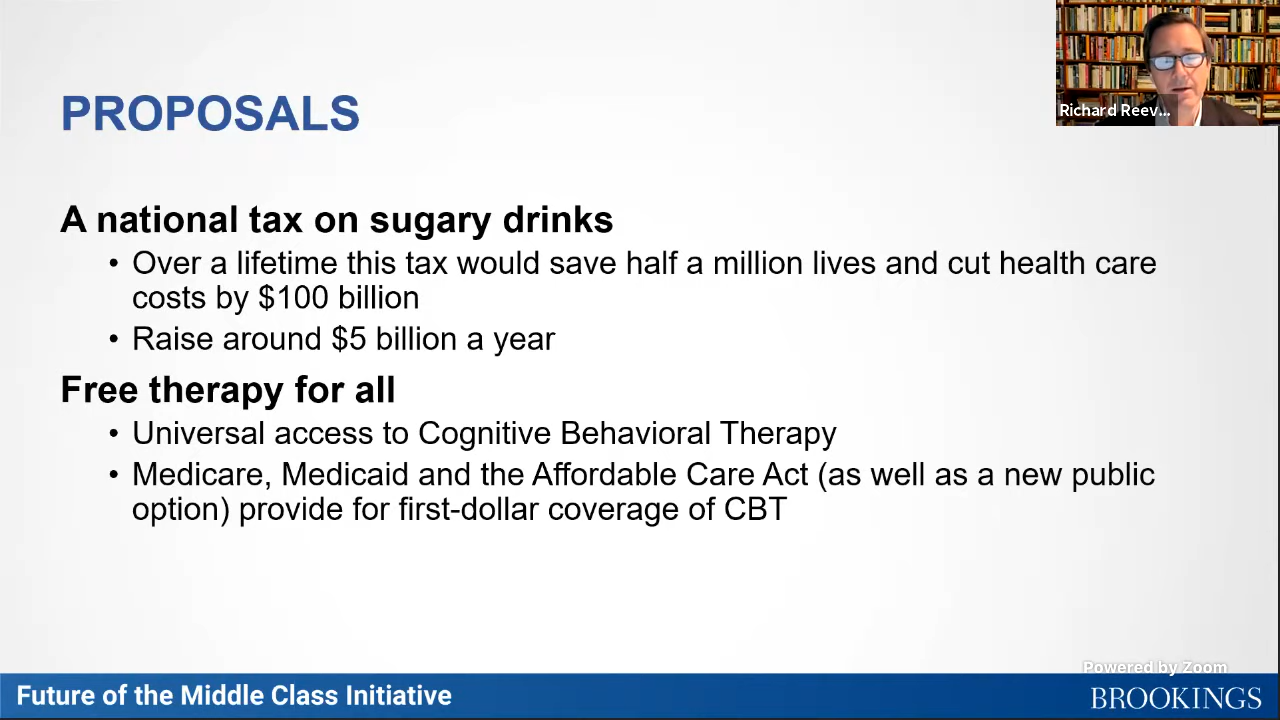 Richard Reev...
PROPOSALS
A national tax on sugary drinks
• Over a lifetime this tax would save half a million lives and cut health care
costs by $100 billion
• Raise around $5 billion a year
Free therapy for all
• Universal access to Cognitive Behavioral Therapy
• Medicare, Medicaid and the Affordable Care Act (as well as a new public
option) provide for first-dollar coverage of CBT
Powered by Zoom
Future of the Middle Class Initiative
BROOKINGS